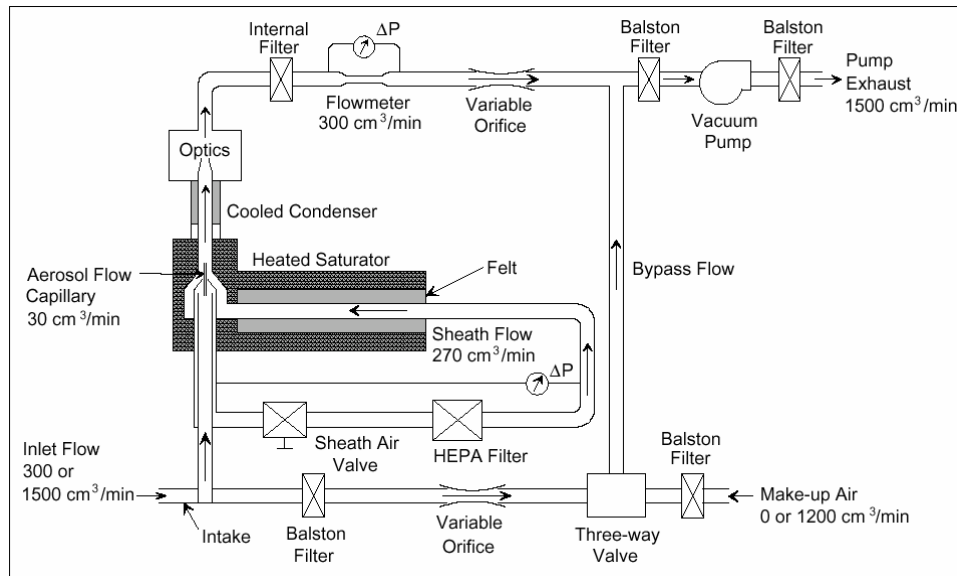 Internal
Filter
ΔP
Flowmeter
300 cm³/min
Variable
Orifice
Balston
Filter
Vacuum
Pump
Balston
Filter
Pump
Exhaust
1500 cm³/min
Optics
Cooled Condenser
Heated Saturator
Felt
Aerosol Flow
Capillary
30 cm³/min
Bypass Flow
Sheath Flow
270 cm³/min
ΔP
Sheath Air
Valve
HEPA Filter
Inlet Flow
300 or
1500 cm³/min
Intake
Balston
Filter
Variable
Orifice
Three-way
Valve
Balston
Filter
Make-up Air
0 or 1200 cm³/min